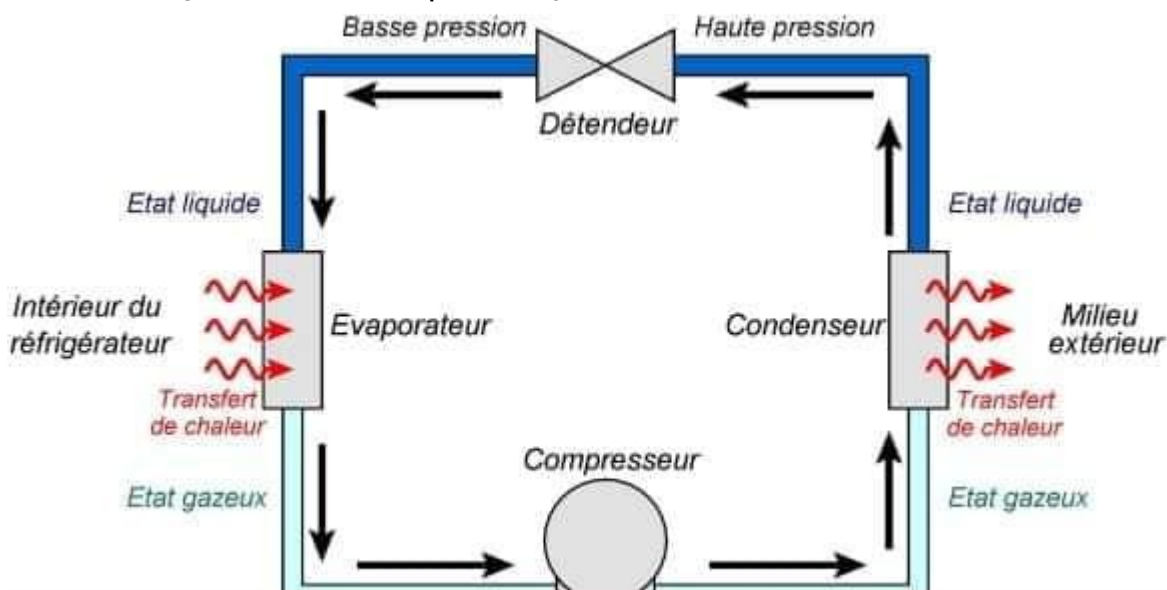 Basse pression
Haute pression
Détendeur
Etat liquide
Etat liquide
Intérieur du
réfrigérateur
Evaporateur
Condenseur
Milieu
extérieur
Transfert
de chaleur
Transfert
de chaleur
Compresseur
Etat gazeux
Etat gazeux